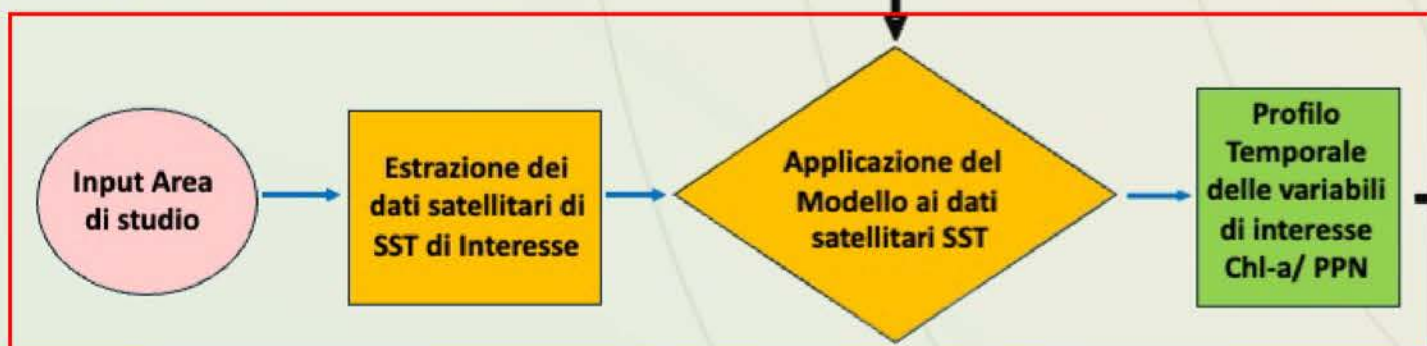 Input Area
di studio
Estrazione dei
dati satellitari di
SST di Interesse
Applicazione del
Modello ai dati
satellitari SST
Profilo
Temporale
delle variabili
di interesse
Chl-a/ PPN